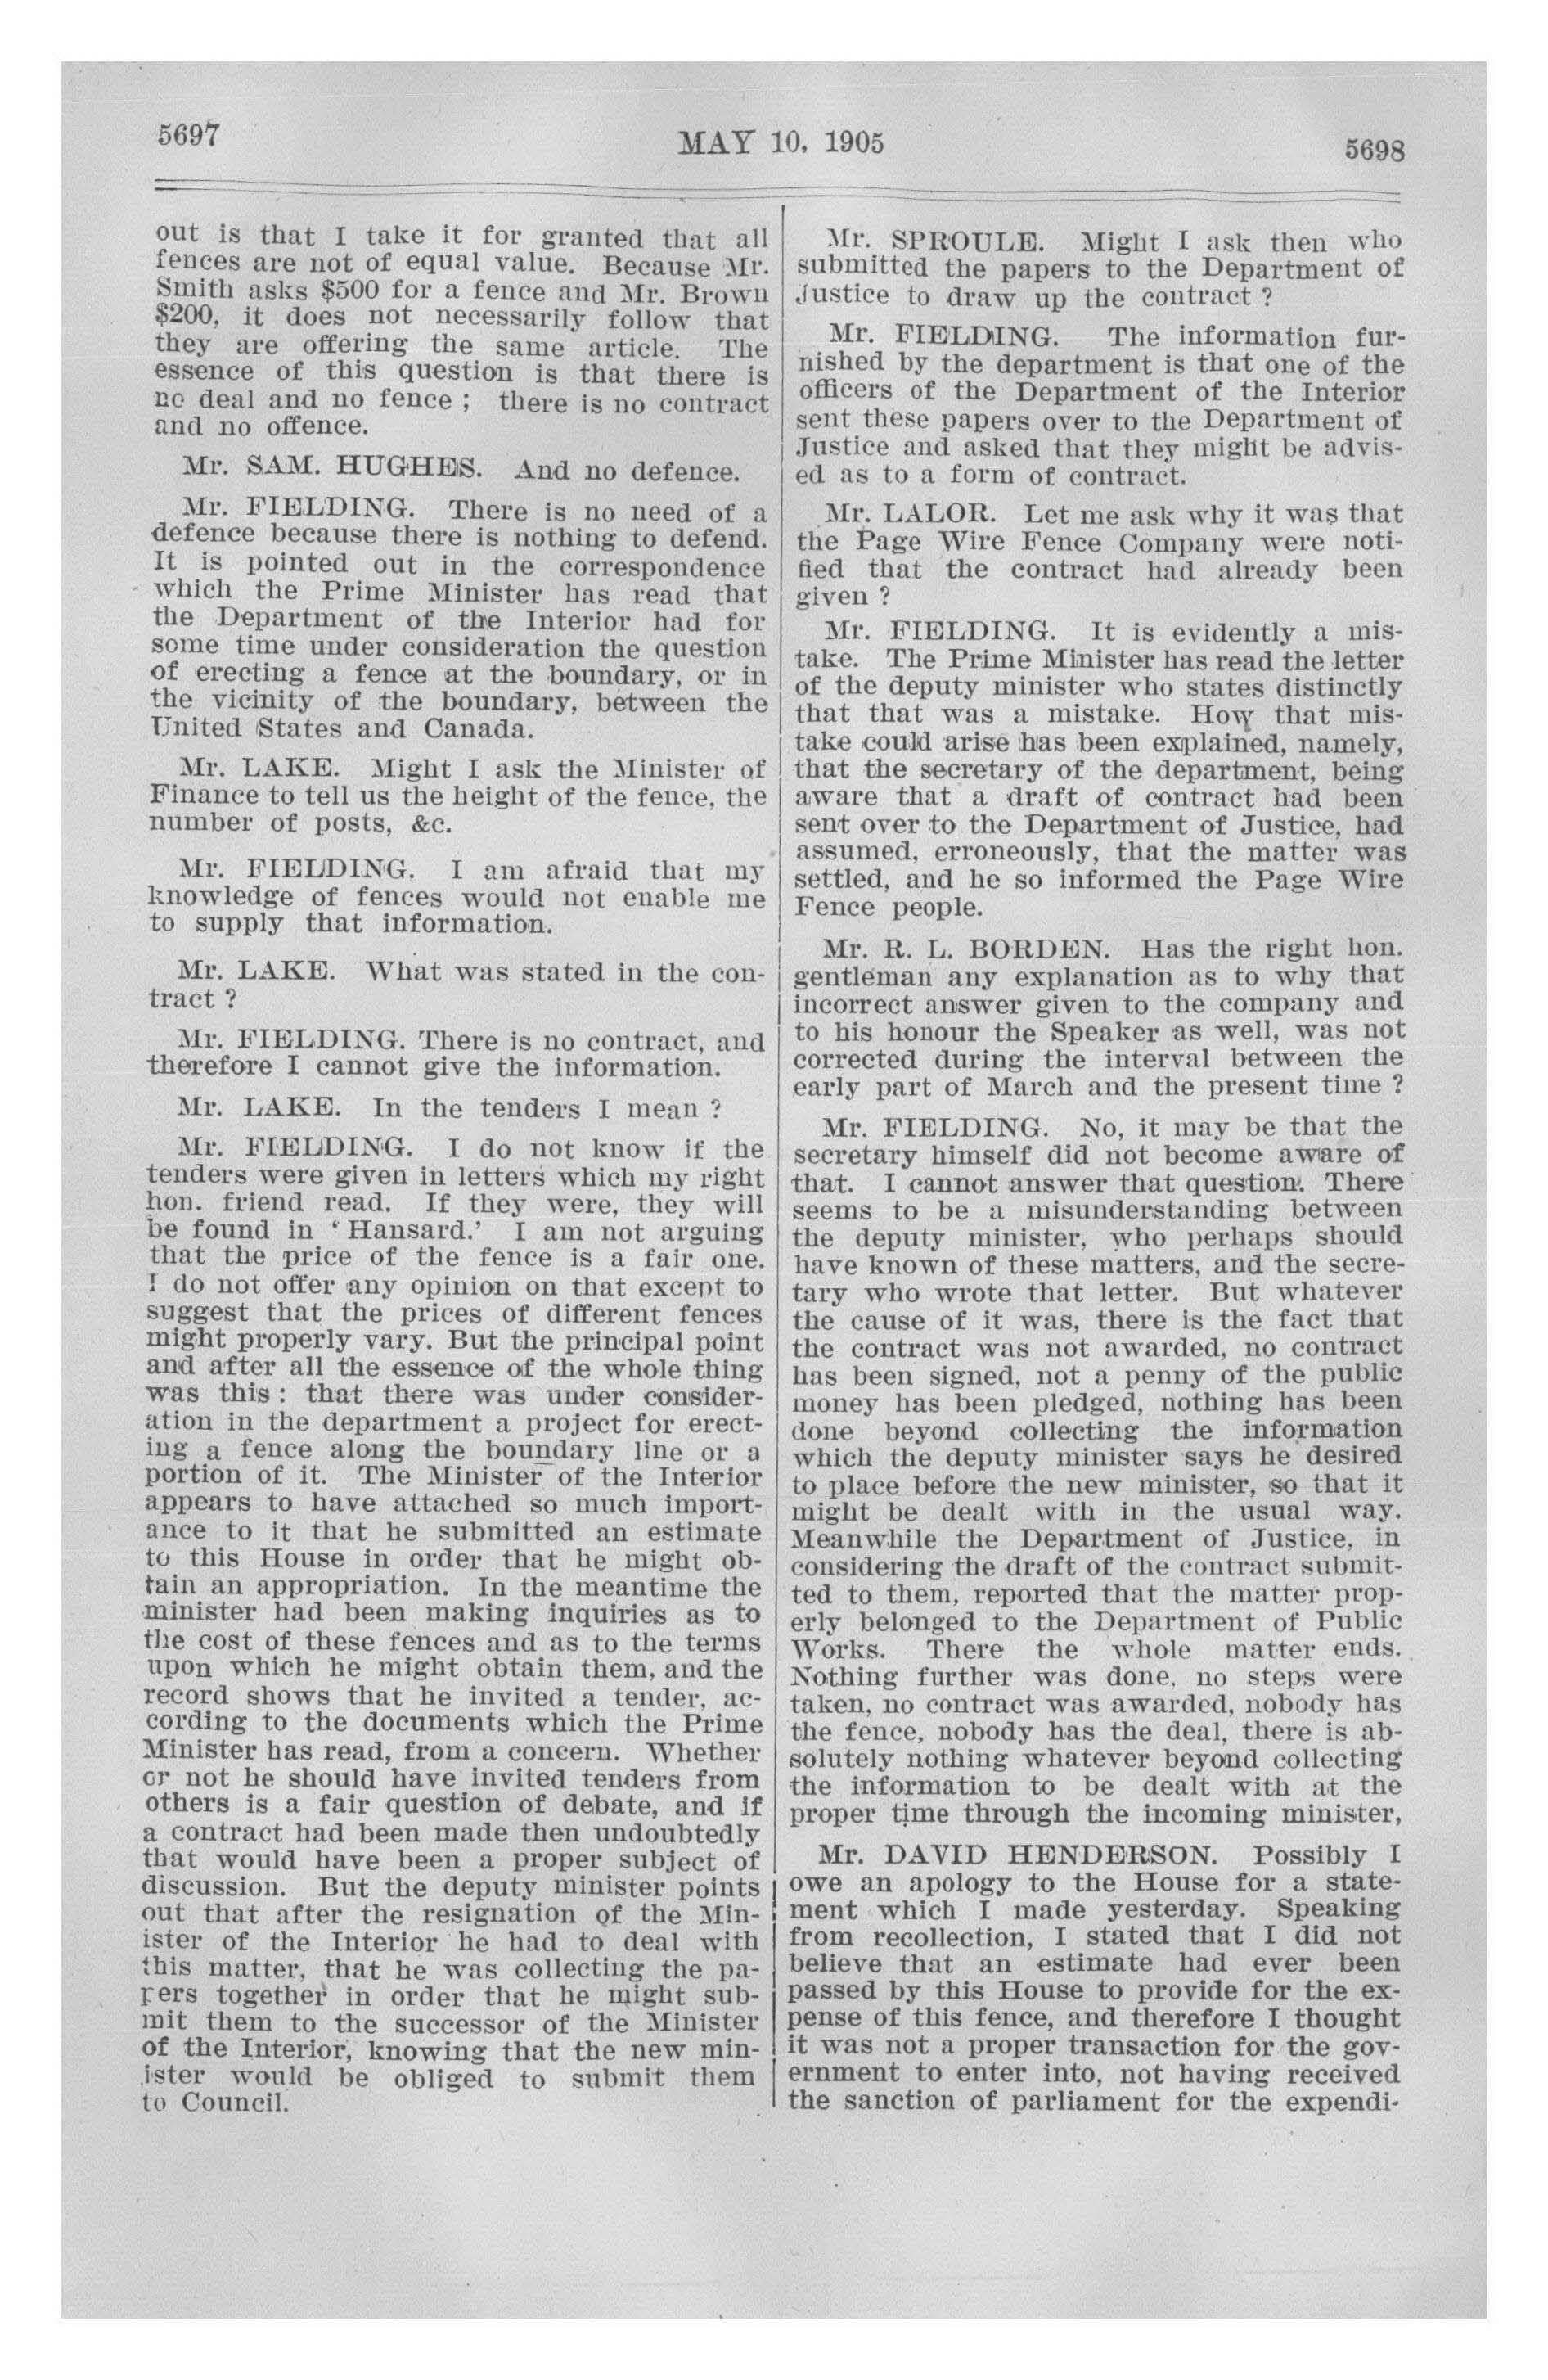 5697
MAY 10, 1905
5698
out is that I take it for granted that all
fences are not of equal value. Because Mr.
Smith asks $500 for a fence and Mr. Brown
$200, it does not necessarily follow that
they are offering the same article. The
essence of this question is that there is
no deal and no fence ; there is no contract
and no offence.
Mr. SAM. HUGHES. And no defence.
Mr. FIELDING. There is no need of a
defence because there is nothing to defend.
It is pointed out in the correspondence
which the Prime Minister has read that
the Department of the Interior had for
some time under consideration the question
of erecting a fence at the boundary, or in
the vicinity of the boundary, between the
United States and Canada.
Mr. LAKE. Might I ask the Minister of
Finance to tell us the height of the fence, the
number of posts, &c.
Mr. FIELDING. I am afraid that my
knowledge of fences would not enable me
to supply that information.
Mr. LAKE. What was stated in the con-
tract ?
Mr. FIELDING. There is no contract, and
therefore I cannot give the information.
Mr. LAKE. In the tenders I mean ?
Mr. FIELDING. I do not know if the
tenders were given in letters which my right
hon. friend read. If they were, they will
be found in ‘ Hansard.’ I am not arguing
that the price of the fence is a fair one.
I do not offer any opinion on that except to
suggest that the prices of different fences
might properly vary. But the principal point
and after all the essence of the whole thing
was this : that there was under consider-
ation in the department a project for erect-
ing a fence along the boundary line or a
portion of it. The Minister of the Interior
appears to have attached so much import-
ance to it that he submitted an estimate
to this House in order that he might ob-
tain an appropriation. In the meantime the
minister had been making inquiries as to
the cost of these fences and as to the terms
upon which he might obtain them, and the
record shows that he invited a tender, ac-
cording to the documents which the Prime
Minister has read, from a concern. Whether
or not he should have invited tenders from
others is a fair question of debate, and if
a contract had been made then undoubtedly
that would have been a proper subject of
discussion. But the deputy minister points
out that after the resignation of the Min-
ister of the Interior he had to deal with
this matter, that he was collecting the pa-
pers together in order that he might sub-
mit them to the successor of the Minister
of the Interior, knowing that the new min-
ister would be obliged to submit them
to Council.
Mr. SPROULE. Might I ask then who
submitted the papers to the Department of
Justice to draw up the contract ?
Mr. FIELDING. The information fur-
nished by the department is that one of the
officers of the Department of the Interior
sent these papers over to the Department of
Justice and asked that they might be advis-
ed as to a form of contract.
Mr. LALOR. Let me ask why it was that
the Page Wire Fence Company were noti-
fied that the contract had already been
given ?
Mr. FIELDING. It is evidently a mis-
take. The Prime Minister has read the letter
of the deputy minister who states distinctly
that that was a mistake. How that mis-
take could arise has been explained, namely,
that the secretary of the department, being
aware that a draft of contract had been
sent over to the Department of Justice, had
assumed, erroneously, that the matter was
settled, and he so informed the Page Wire
Fence people.
Mr. R. L. BORDEN. Has the right hon.
gentleman any explanation as to why that
incorrect answer given to the company and
to his honour the Speaker as well, was not
corrected during the interval between the
early part of March and the present time ?
Mr. FIELDING. No, it may be that the
secretary himself did not become aware of
that. I cannot answer that question. There
seems to be a misunderstanding between
the deputy minister, who perhaps should
have known of these matters, and the secre-
tary who wrote that letter. But whatever
the cause of it was, there is the fact that
the contract was not awarded, no contract
has been signed, not a penny of the public
money has been pledged, nothing has been
done beyond collecting the information
which the deputy minister says he desired
to place before the new minister, so that it
might be dealt with in the usual way.
Meanwhile the Department of Justice, in
considering the draft of the contract submit-
ted to them, reported that the matter prop-
erly belonged to the Department of Public
Works. There the whole matter ends.
Nothing further was done, no steps were
taken, no contract was awarded, nobody has
the fence, nobody has the deal, there is ab-
solutely nothing whatever beyond collecting
the information to be dealt with at the
proper time through the incoming minister,
Mr. DAVID HENDERSON. Possibly I
owe an apology to the House for a state-
ment which I made yesterday. Speaking
from recollection, I stated that I did not
believe that an estimate had ever been
passed by this House to provide for the ex-
pense of this fence, and therefore I thought
it was not a proper transaction for the gov-
ernment to enter into, not having received
the sanction of parliament for the expendi-